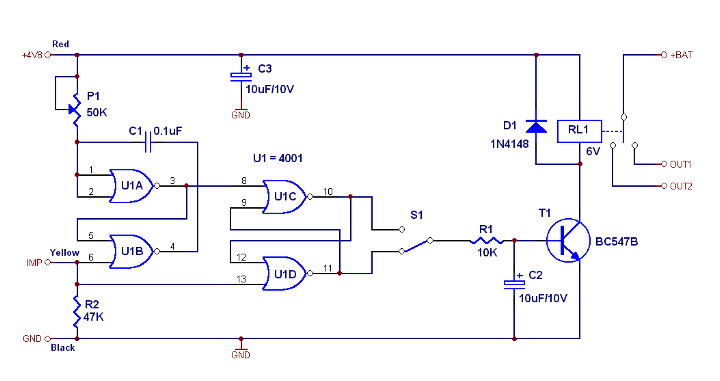 Red
+4V8
+BAT
C3
10uF/10V
GND
P1
50K
C1 0.1uF
D1
1N4148
RL1
6V
U1 = 4001
OUT1
OUT2
1
2
U1A
3
8
9
U1C
10
S1
T1
BC547B
5
6
U1B
4
Yellow
IMP
12
13
U1D
11
R1
10K
C2
+
10uF/10V
R2
47K
GND
Black
GND